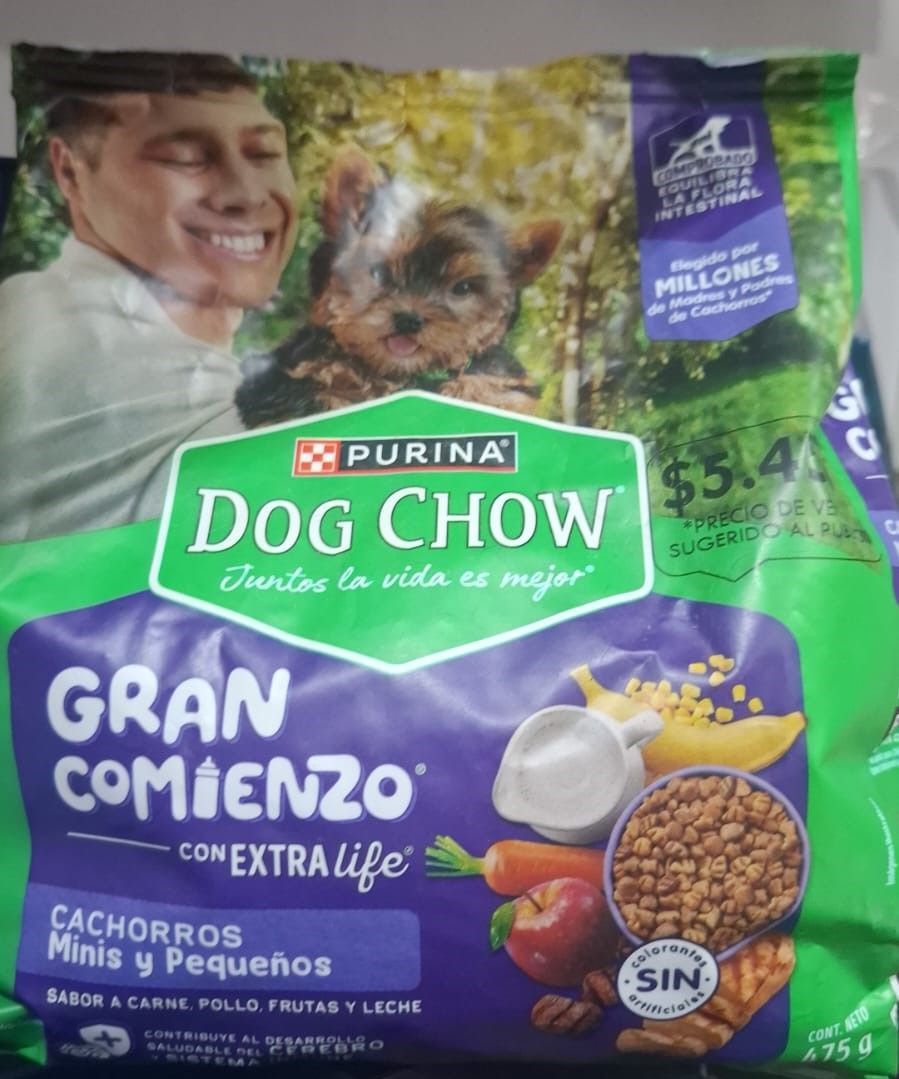 COMPROBADO
EQUILIBRA
LA FLORA
INTESTINAL
Elegido por
MILLONES
de Madres y Padres
de Cachorros*
PURINA®
DOG CHOW®
Juntos la vida es mejor®
$5.4
*PRECIO DE
SUGERIDO AL
GRAN
COMIENZO®
CON EXTRA life®
CACHORROS
Minis y Pequeños
SABOR A CARNE, POLLO, FRUTAS Y LECHE
CONTRIBUYE AL DESARROLLO
SALUDABLE DEL CEREBRO
Y SISTEMA
colorantes
SIN
artificiales
CONT. NETO
475 g